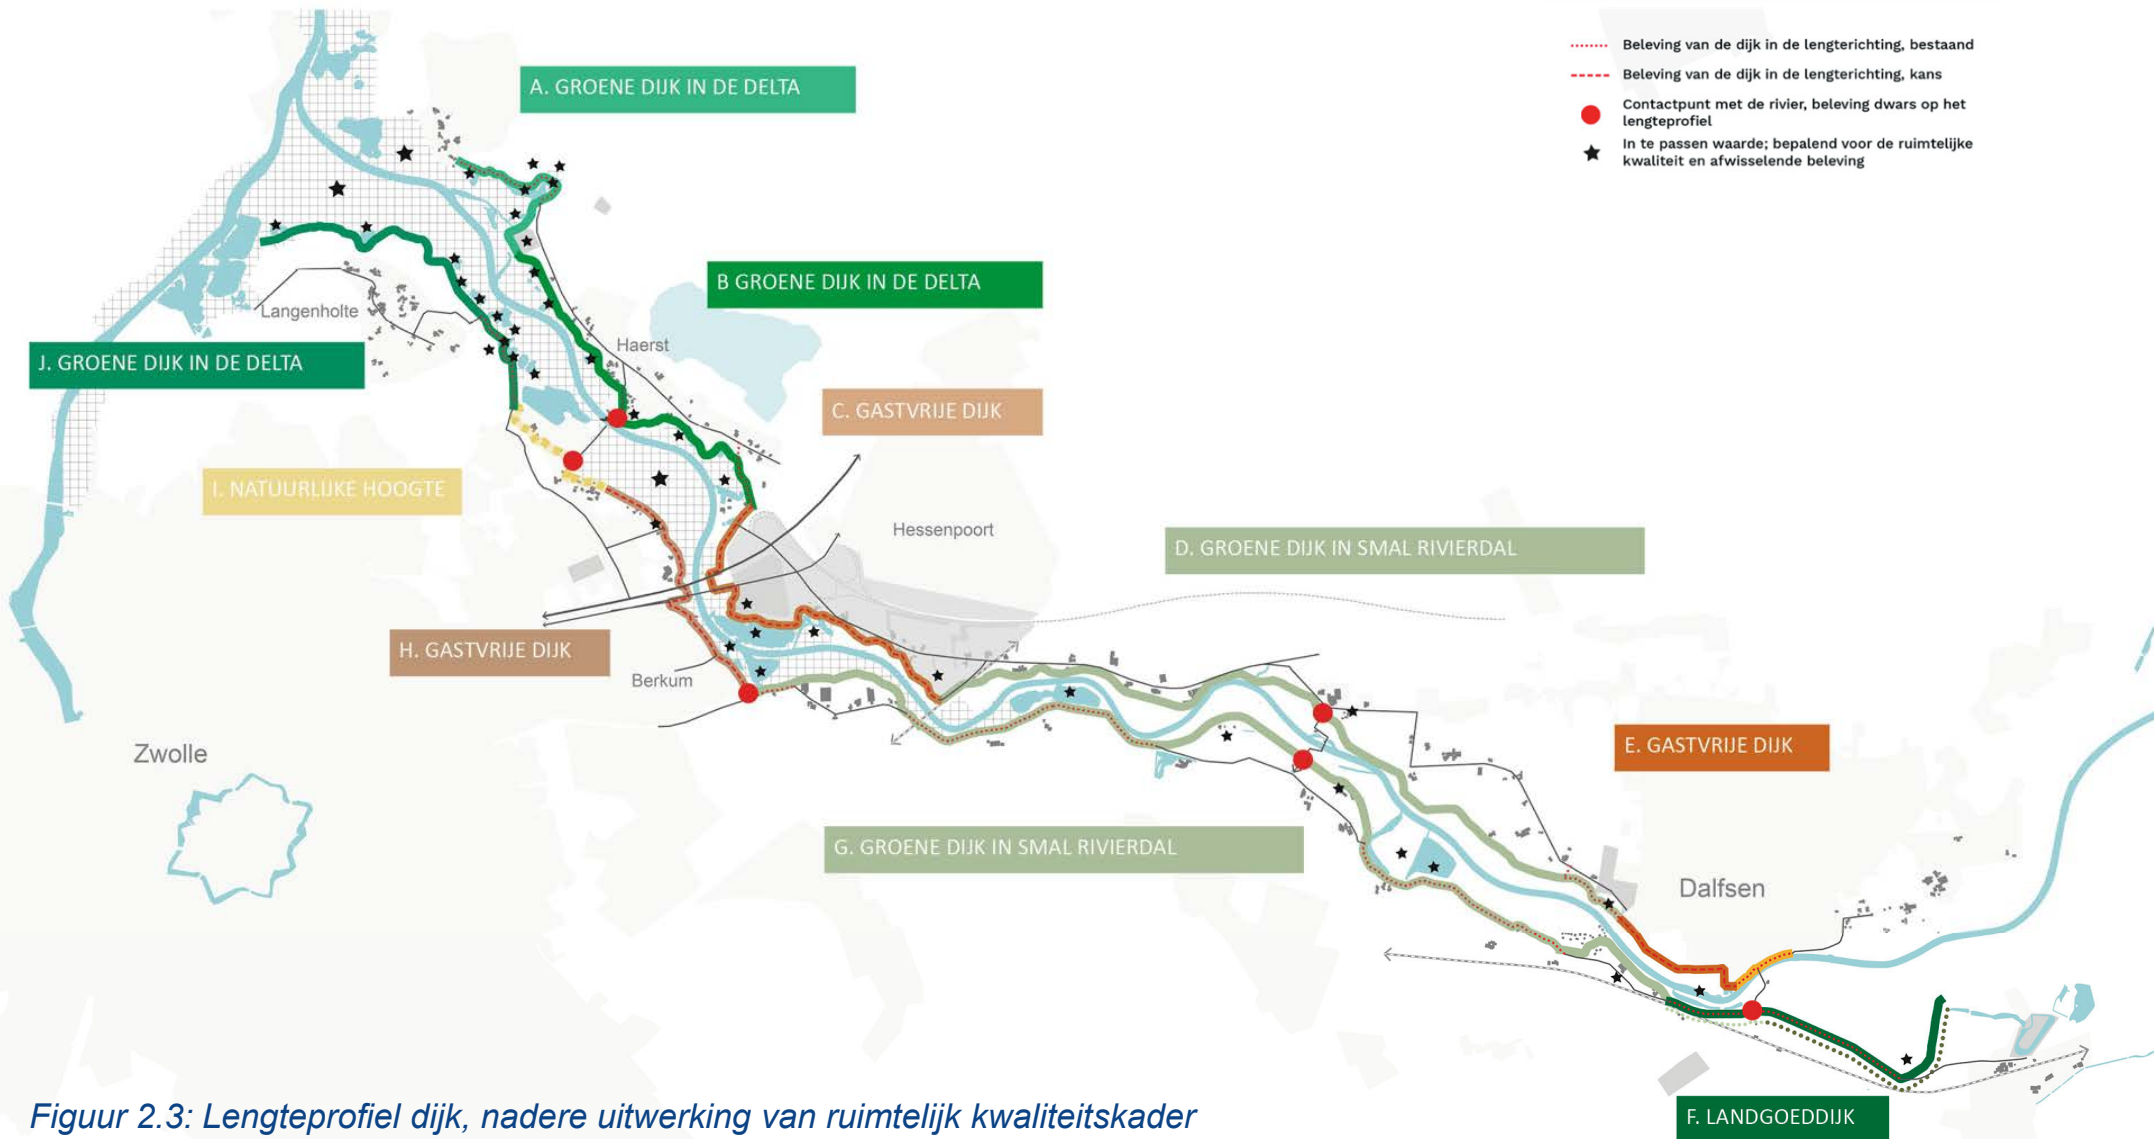 Beleving van de dijk in de lengterichting, bestaand
Beleving van de dijk in de lengterichting, kans
Contactpunt met de rivier, beleving dwars op het
lengteprofiel
In te passen waarde; bepalend voor de ruimtelijke
kwaliteit en afwisselende beleving
A. GROENE DIJK IN DE DELTA
B GROENE DIJK IN DE DELTA
Langenholte
Haerst
J. GROENE DIJK IN DE DELTA
C. GASTVRIJE DIJK
I. NATUURLIJKE HOOGTE
Hessenpoort
D. GROENE DIJK IN SMAL RIVIERDAL
H. GASTVRIJE DIJK
Berkum
Zwolle
E. GASTVRIJE DIJK
G. GROENE DIJK IN SMAL RIVIERDAL
Dalfsen
F. LANDGOEDDIJK
Figuur 2.3: Lengteprofiel dijk, nadere uitwerking van ruimtelijk kwaliteitskader